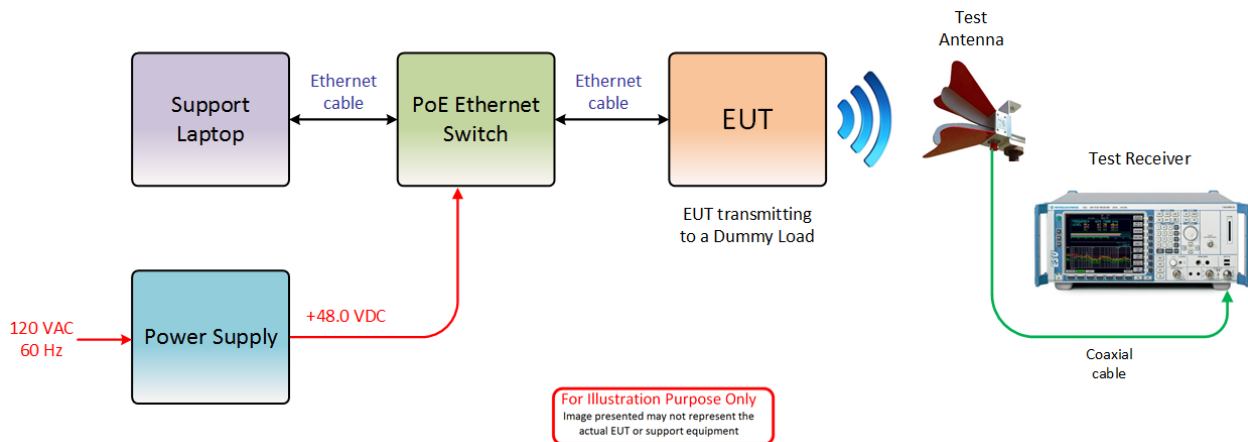 Test
Antenna
Support
Laptop
Ethernet
cable
PoE Ethernet
Switch
Ethernet
cable
EUT
Test Receiver
EUT transmitting
to a Dummy Load
120 VAC
60 Hz
Power Supply
+48.0 VDC
Coaxial
cable
For Illustration Purpose Only
Image presented may not represent the
actual EUT or support equipment